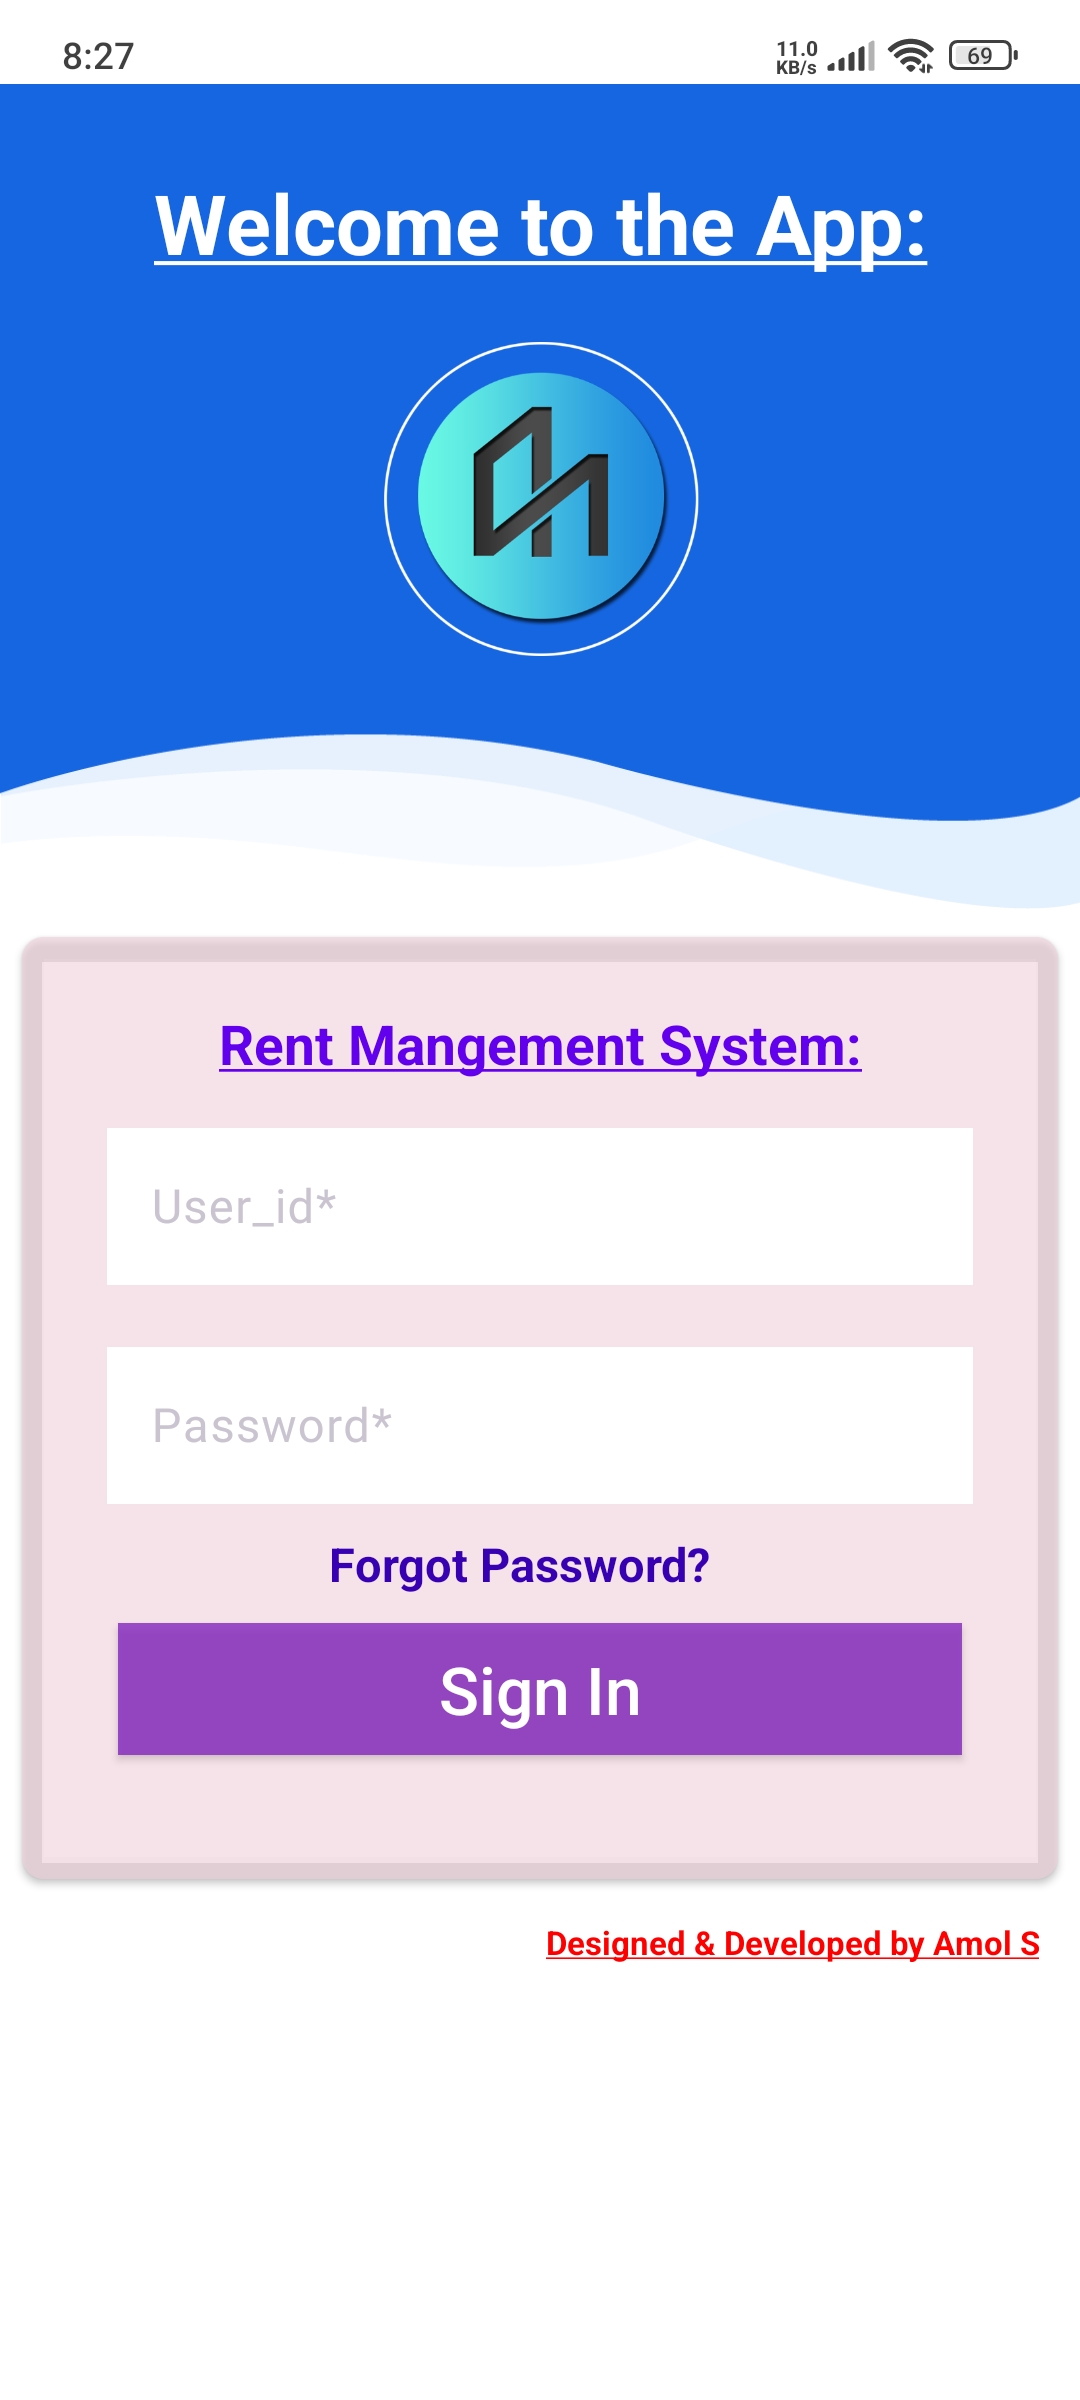 8:27
11.0
KB/s
69
Welcome to the App:
Rent Mangement System:
User_id*
Password*
Forgot Password?
Sign In
Designed & Developed by Amol S